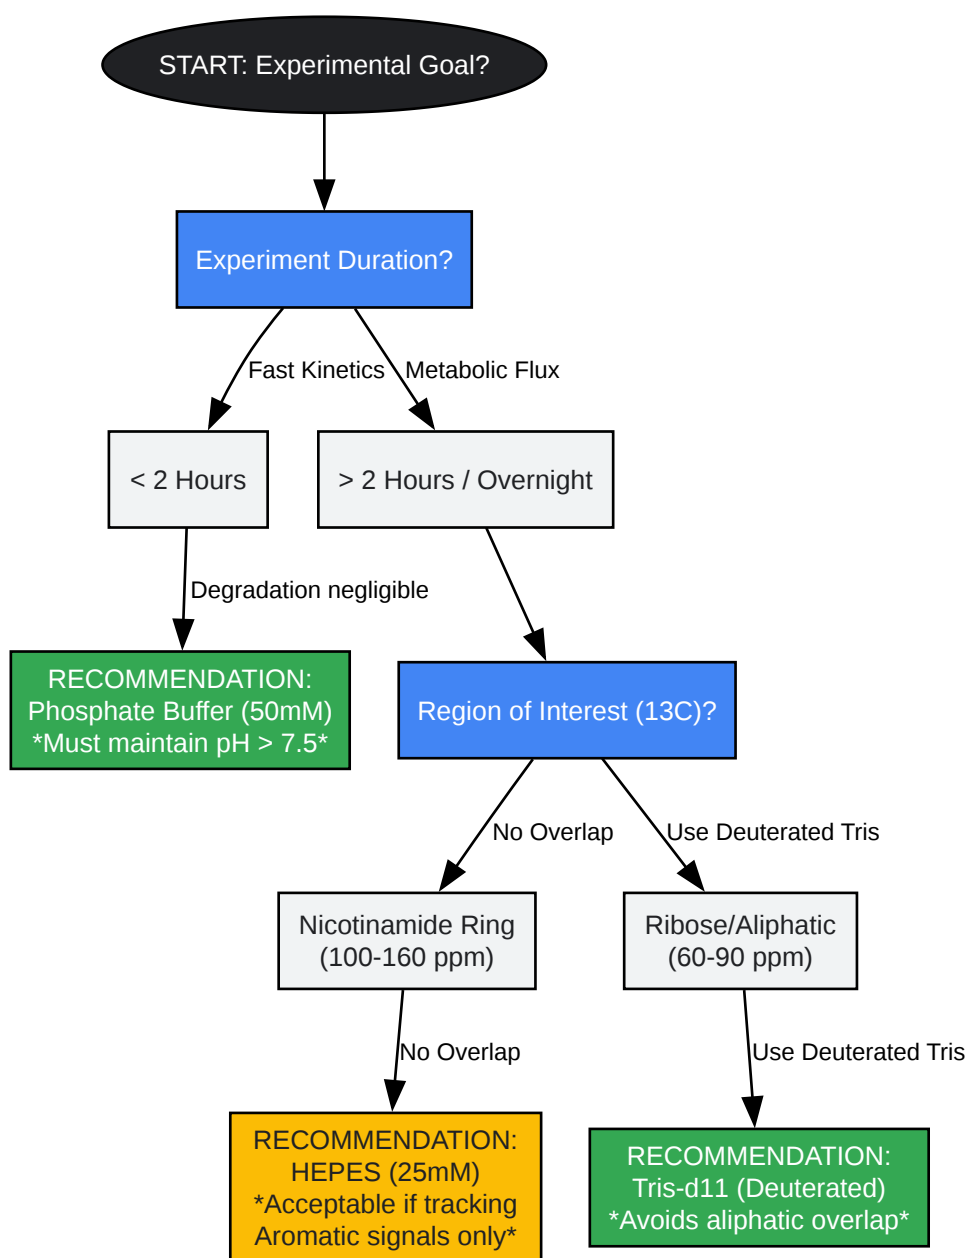 START: Experimental Goal?
Experiment Duration?
Fast Kinetics
Metabolic Flux
< 2 Hours
> 2 Hours / Overnight
Degradation negligible
RECOMMENDATION:
Phosphate Buffer (50mM)
*Must maintain pH > 7.5*
Region of Interest (13C)?
No Overlap
Use Deuterated Tris
Nicotinamide Ring
(100-160 ppm)
Ribose/Aliphatic
(60-90 ppm)
No Overlap
Use Deuterated Tris
RECOMMENDATION:
HEPES (25mM)
*Acceptable if tracking
Aromatic signals only*
RECOMMENDATION:
Tris-d11 (Deuterated)
*Avoids aliphatic overlap*